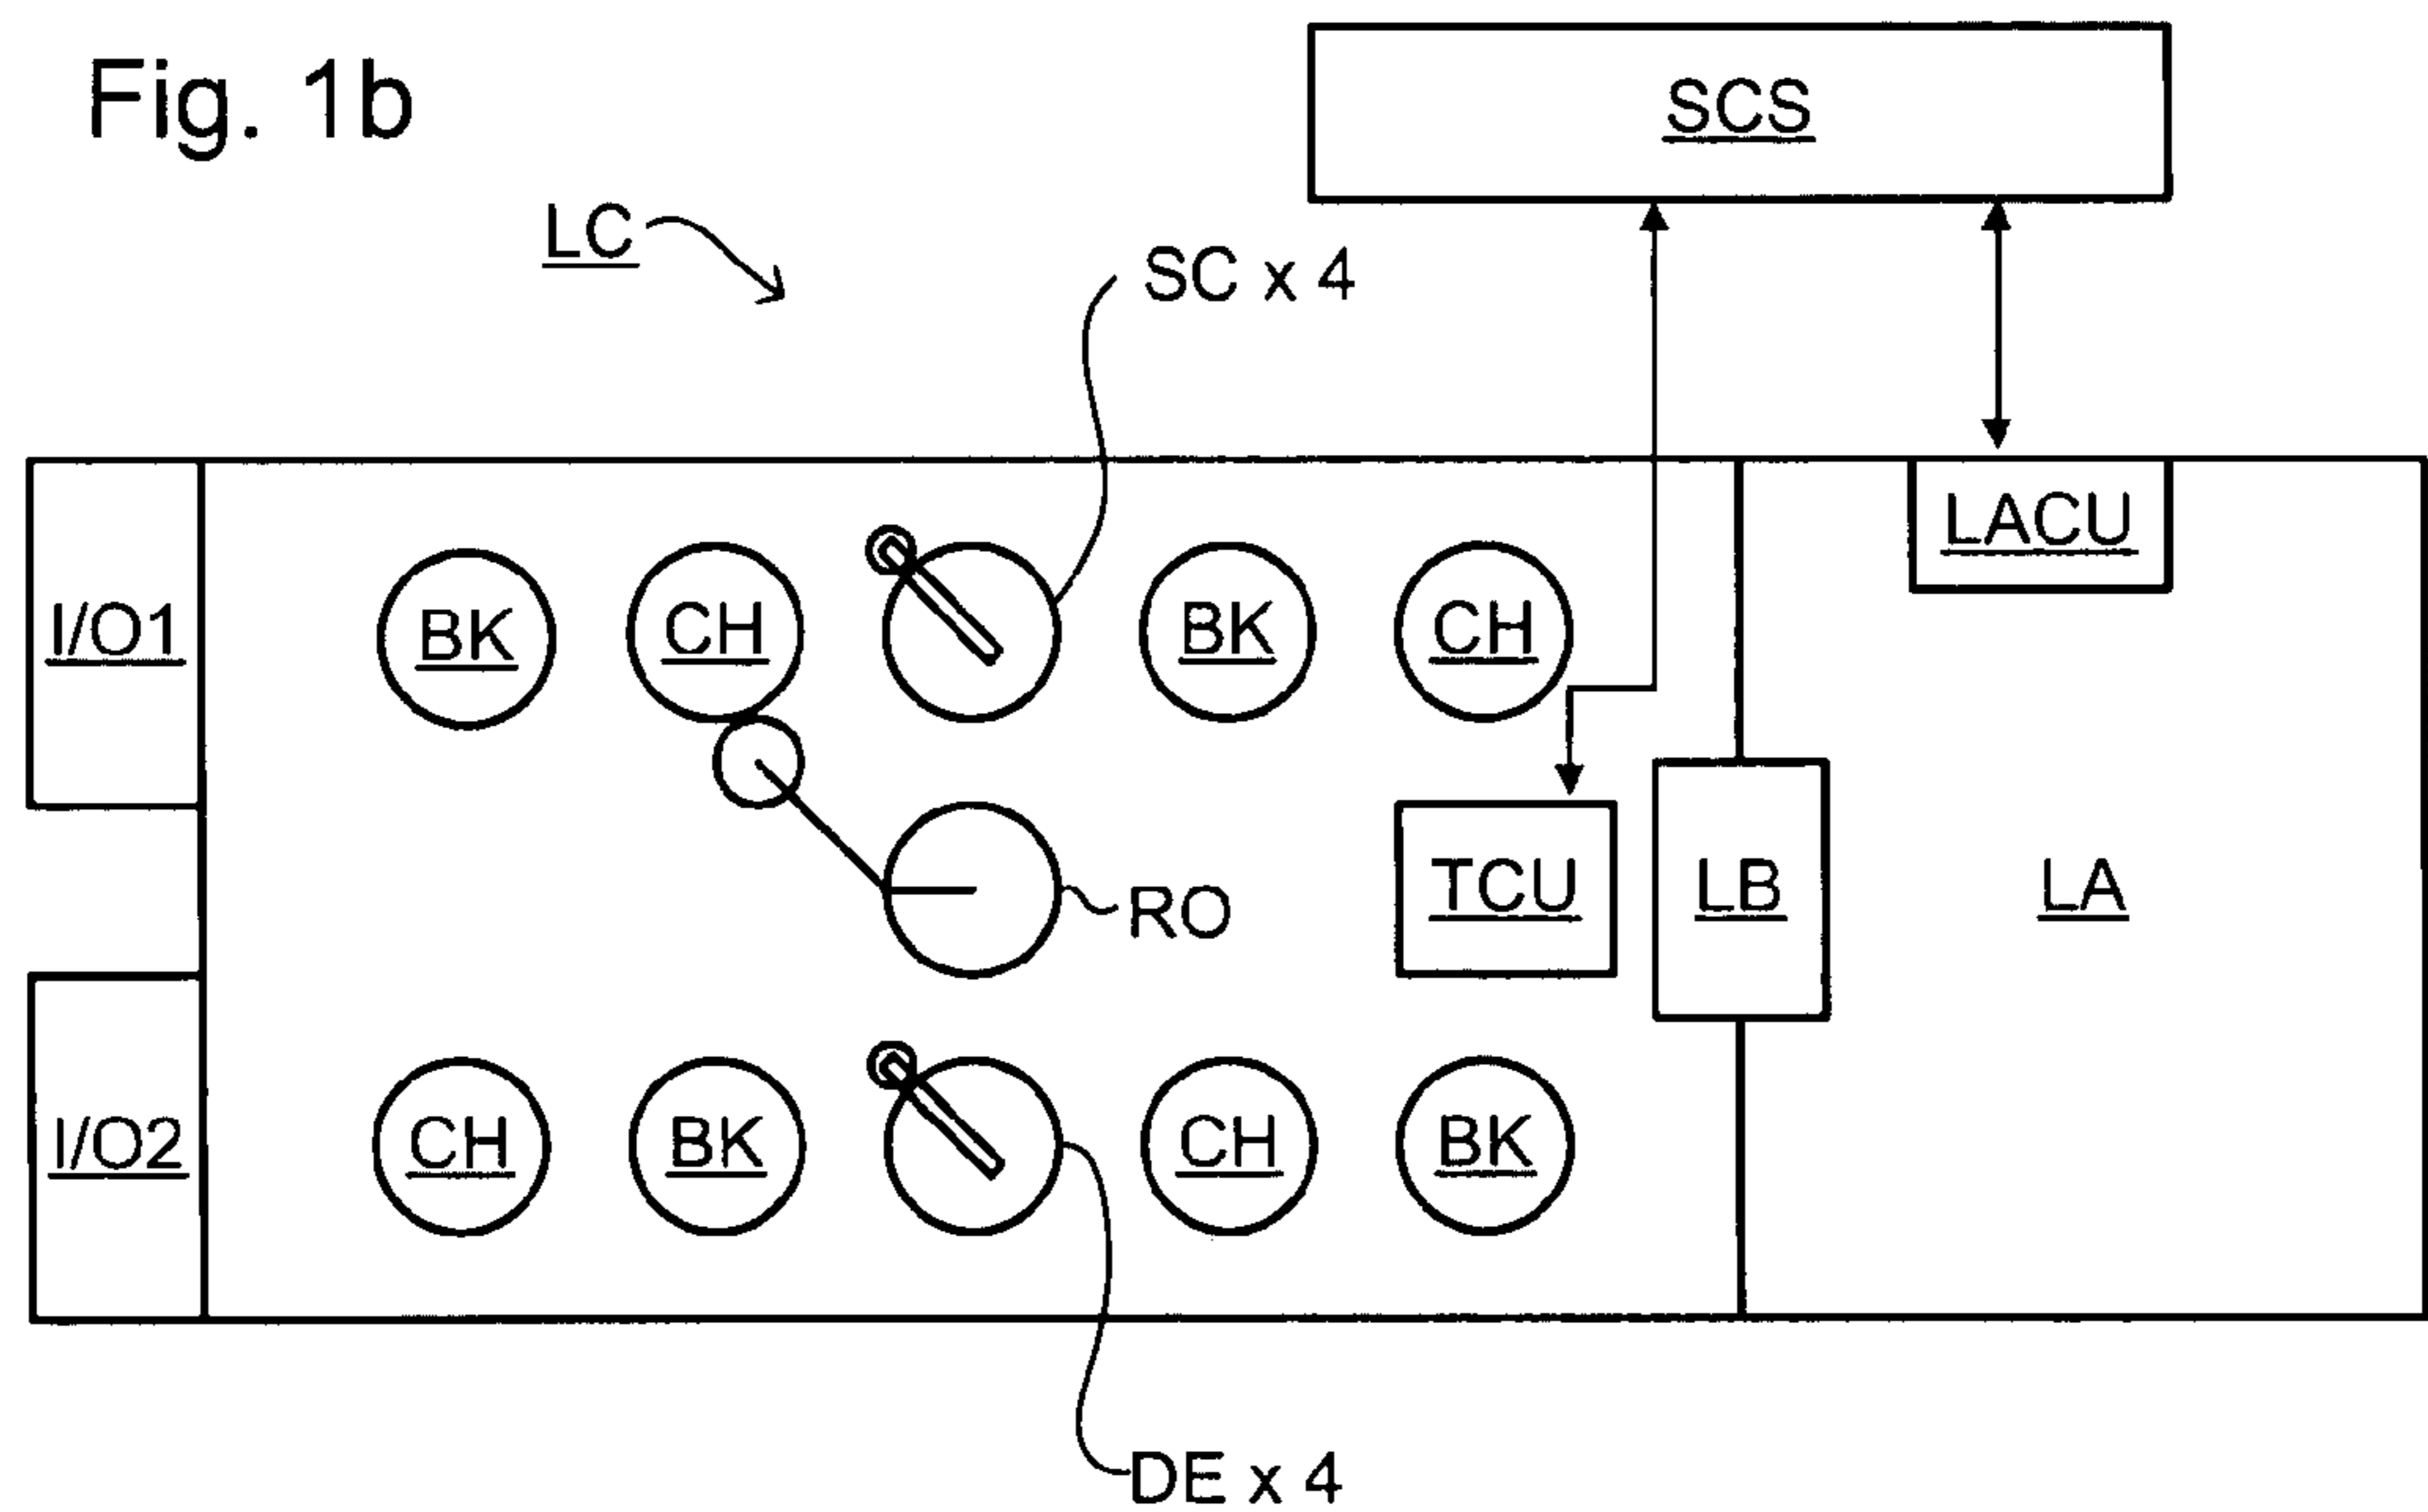 Fig. 1b
SCS
LC
SC x 4
LACU
I/O1
BK
CH
BK
CH
TCU
LB
LA
RO
I/O2
CH
BK
CH
BK
DE x 4